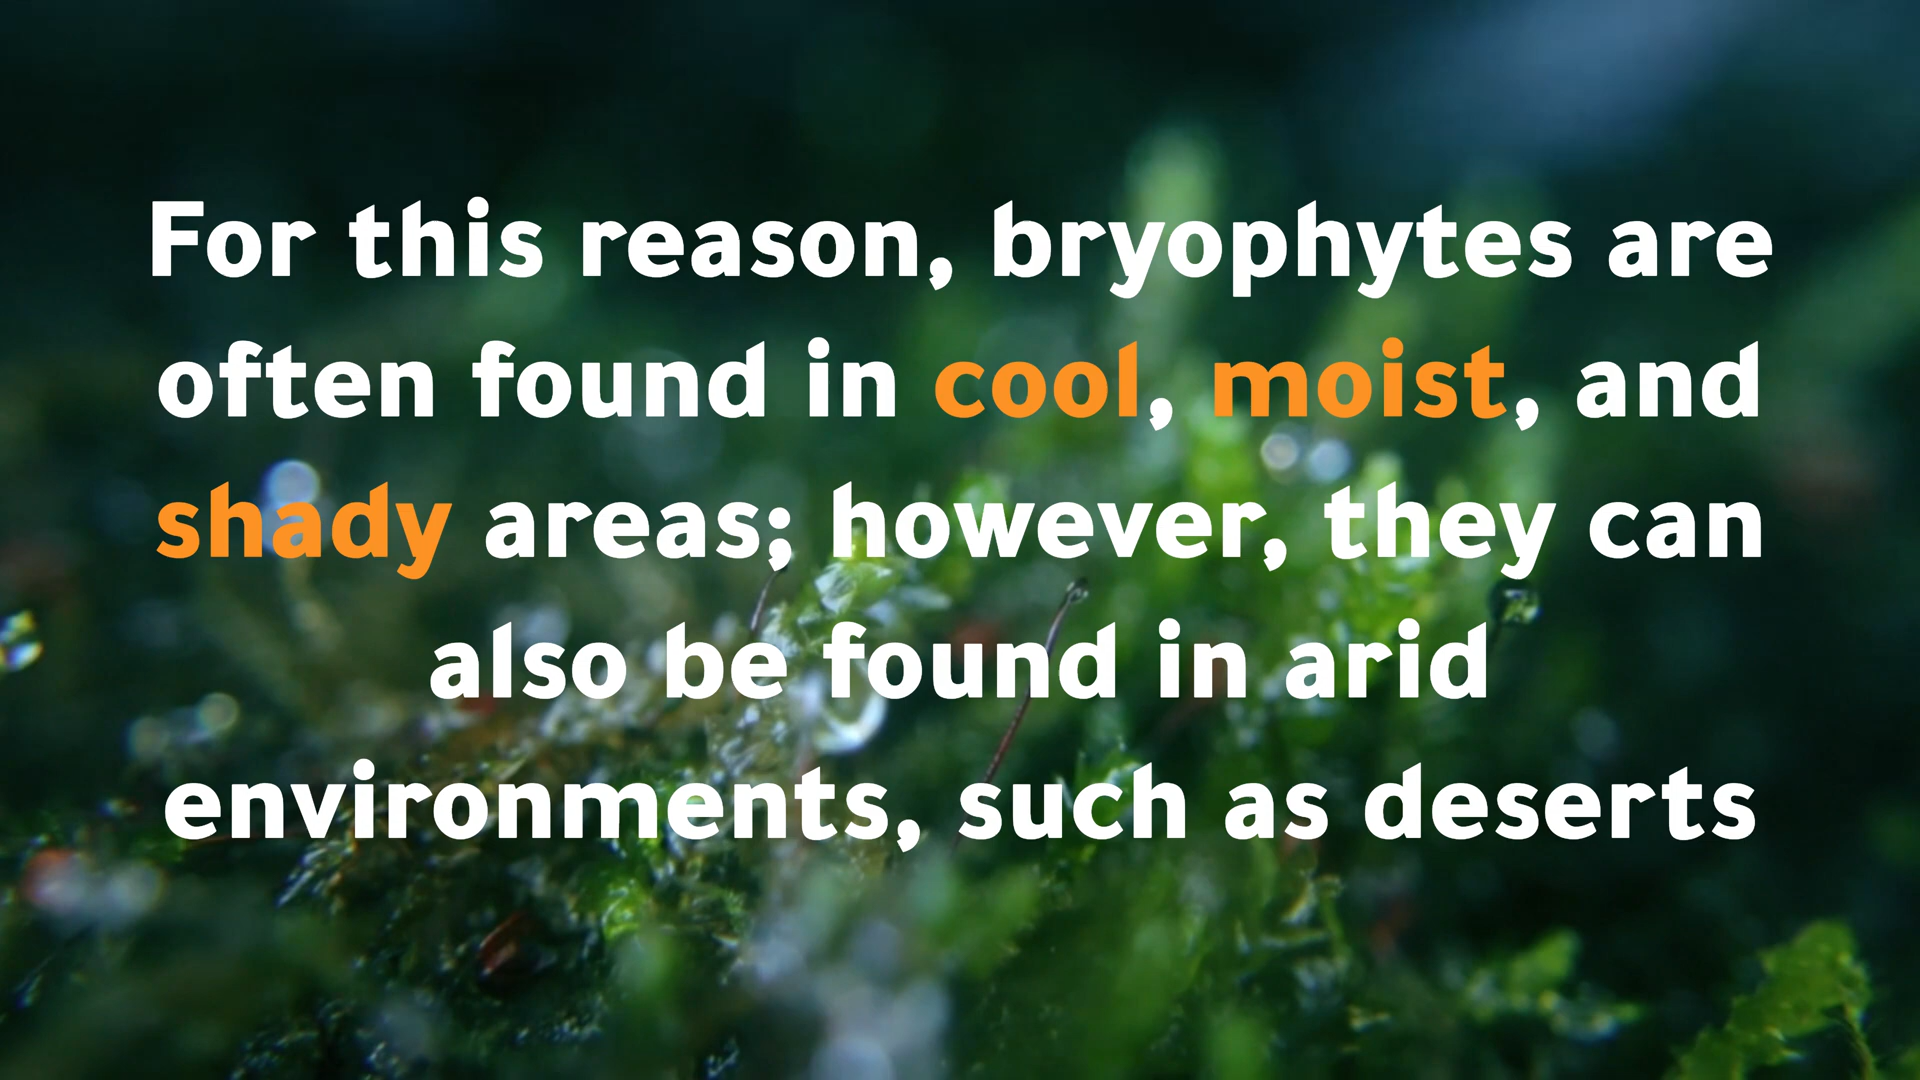 For this reason, bryophytes are
often found in cool, moist, and
shady areas; however, they can
also be found in arid
environments, such as deserts